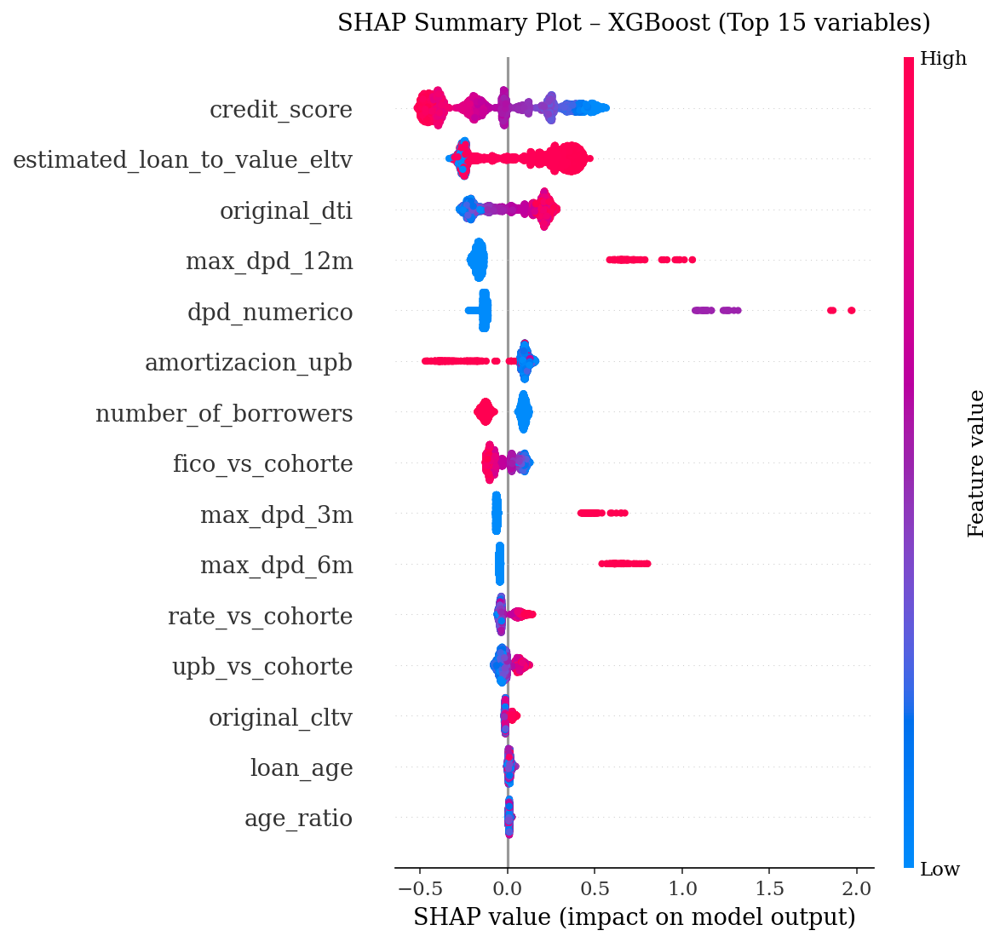 SHAP Summary Plot – XGBoost (Top 15 variables)
High
credit_score
estimated_loan_to_value_eltv
original_dti
max_dpd_12m
dpd_numerico
amortizacion_upb
number_of_borrowers
fico_vs_cohorte
max_dpd_3m
max_dpd_6m
rate_vs_cohorte
upb_vs_cohorte
original_cltv
loan_age
age_ratio
Feature value
Low
−0.5 0.0 0.5 1.0 1.5 2.0
SHAP value (impact on model output)